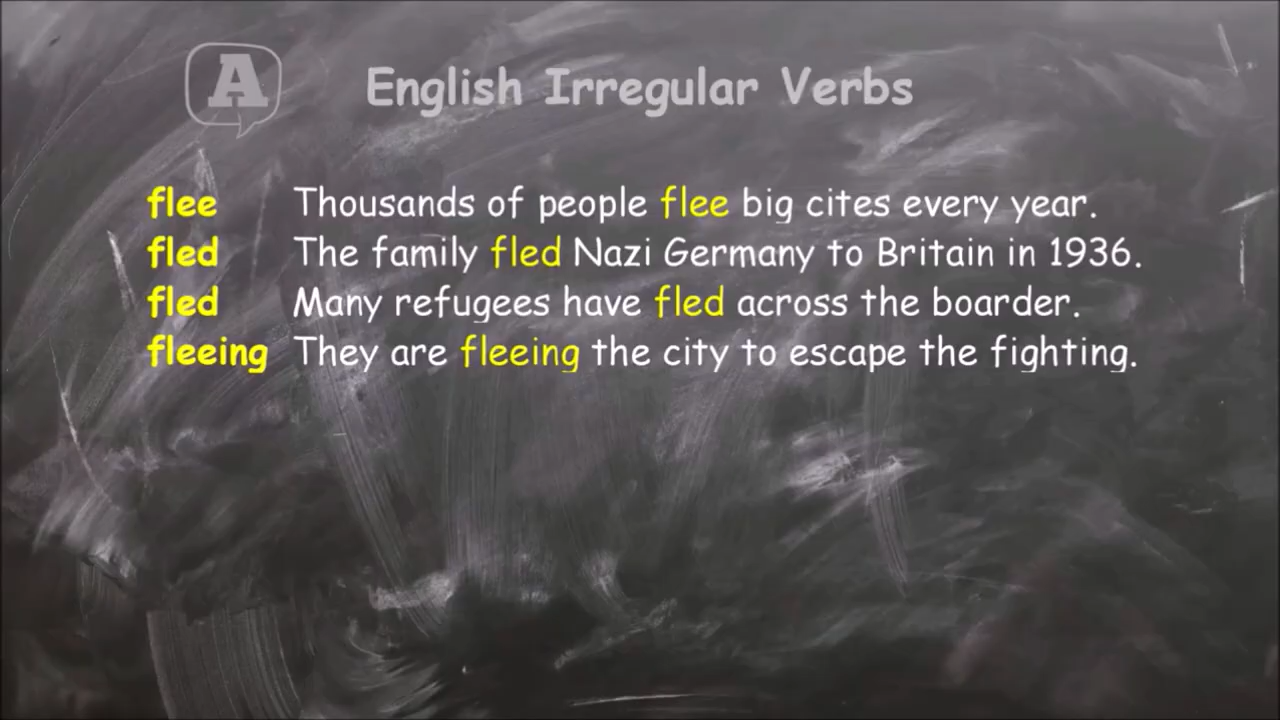 A English Irregular Verbs
flee Thousands of people flee big cites every year.
fled The family fled Nazi Germany to Britain in 1936.
fled Many refugees have fled across the boarder.
fleeing They are fleeing the city to escape the fighting.